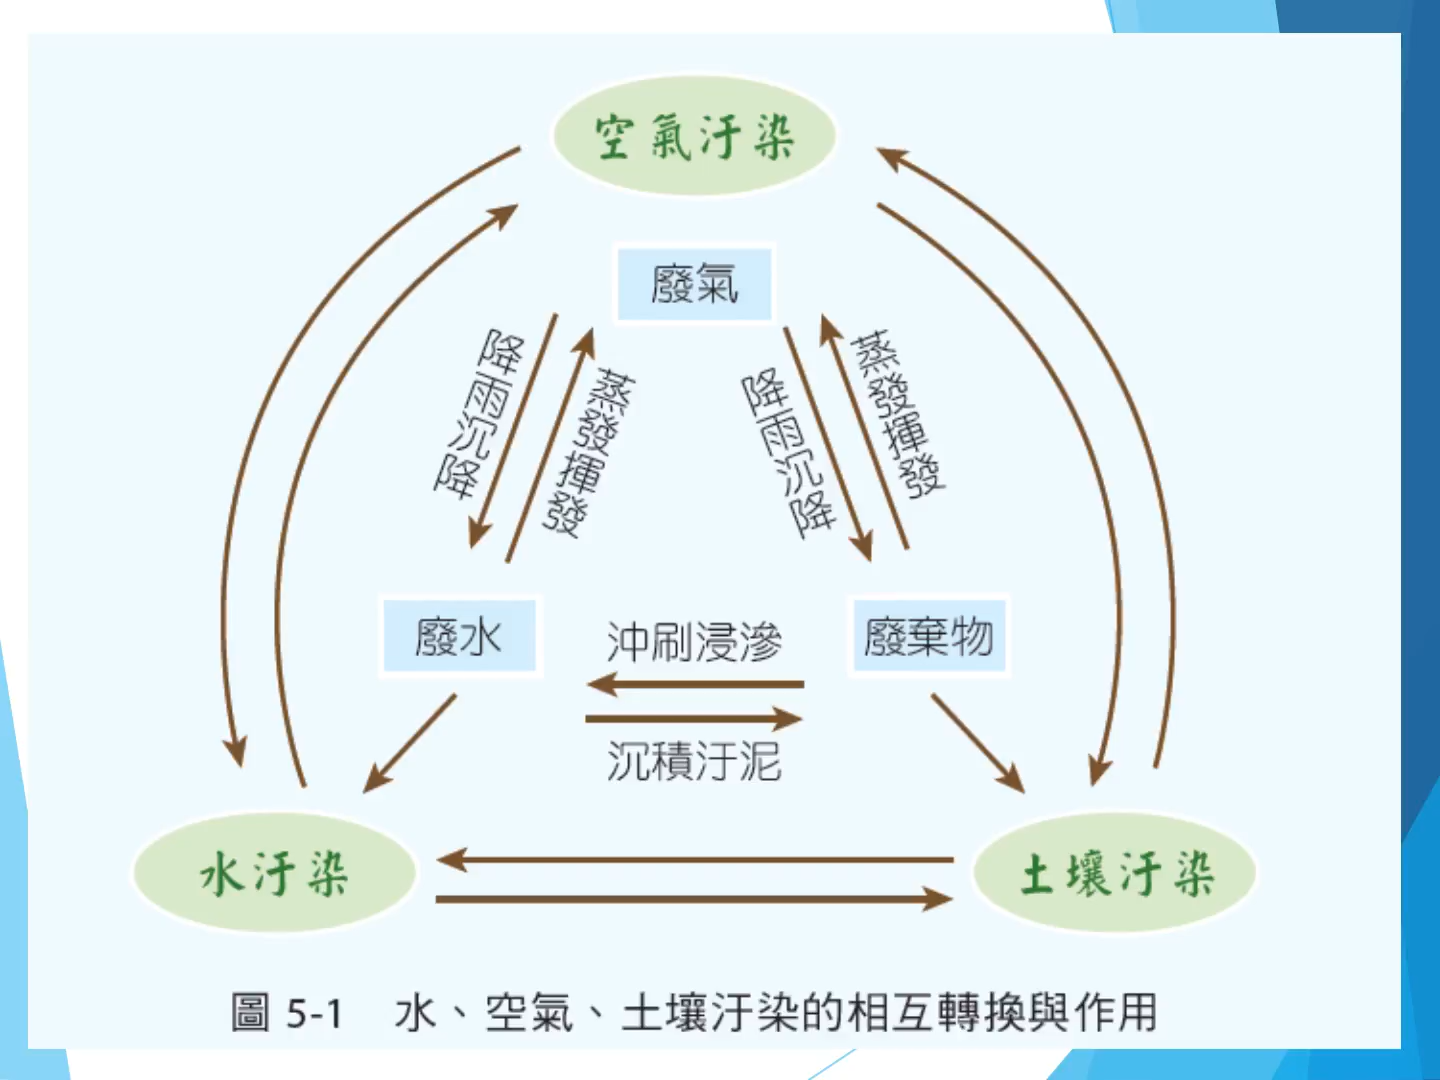 空氣汙染
廢氣
降雨沉降
蒸發揮發
降雨沉降
蒸發揮發
廢水
沖刷浸滲
廢棄物
沉積汙泥
水汙染
土壤汙染
圖 5-1 水、空氣、土壤汙染的相互轉換與作用